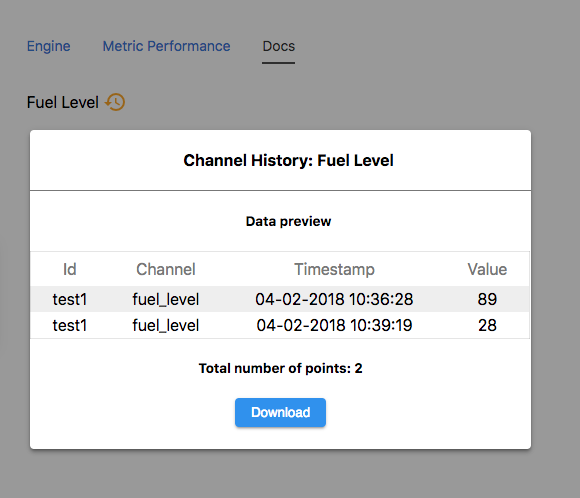 Engine Metric Performance Docs
Fuel Level
Channel History: Fuel Level
Data preview
Id Channel Timestamp Value
test1 fuel_level 04-02-2018 10:36:28 89
test1 fuel_level 04-02-2018 10:39:19 28
Total number of points: 2
Download